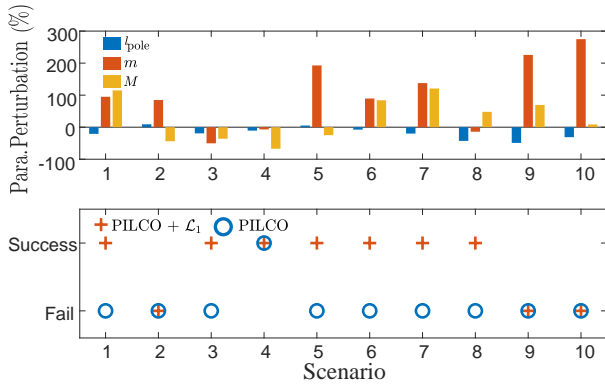 Para. Perturbation (%)
300
200
100
0
-100
l_pole
m
M
1 2 3 4 5 6 7 8 9 10
PILCO + 𝓛₁ PILCO
Success
Fail
1 2 3 4 5 6 7 8 9 10
Scenario